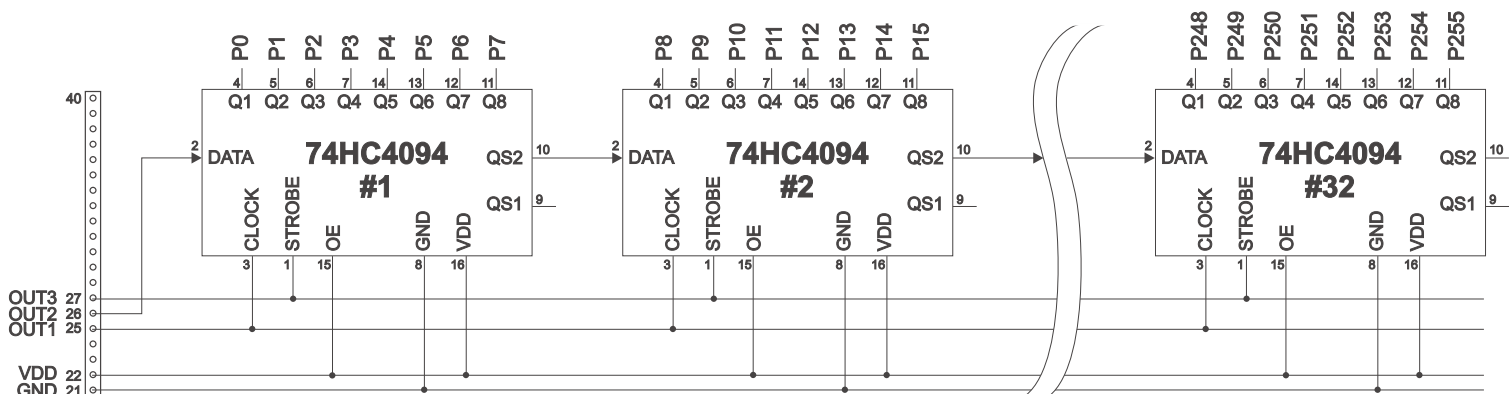 P0 P1 P2 P3 P4 P5 P6 P7 P8 P9 P10 P11 P12 P13 P14 P15 P248 P249 P250 P251 P252 P253 P254 P255
4 5 6 7 14 13 12 11 4 5 6 7 14 13 12 11 4 5 6 7 14 13 12 11
40 Q1 Q2 Q3 Q4 Q5 Q6 Q7 Q8 Q1 Q2 Q3 Q4 Q5 Q6 Q7 Q8 Q1 Q2 Q3 Q4 Q5 Q6 Q7 Q8
2 DATA 74HC4094 QS2 10 2 DATA 74HC4094 QS2 10 2 DATA 74HC4094 QS2 10
#1 #2 #32
QS1 9 QS1 9 QS1 9
CLOCK STROBE OE GND VDD CLOCK STROBE OE GND VDD CLOCK STROBE OE GND VDD
3 1 15 8 16 3 1 15 8 16 3 1 15 8 16
OUT3 27
OUT2 26
OUT1 25
VDD 22
GND 21